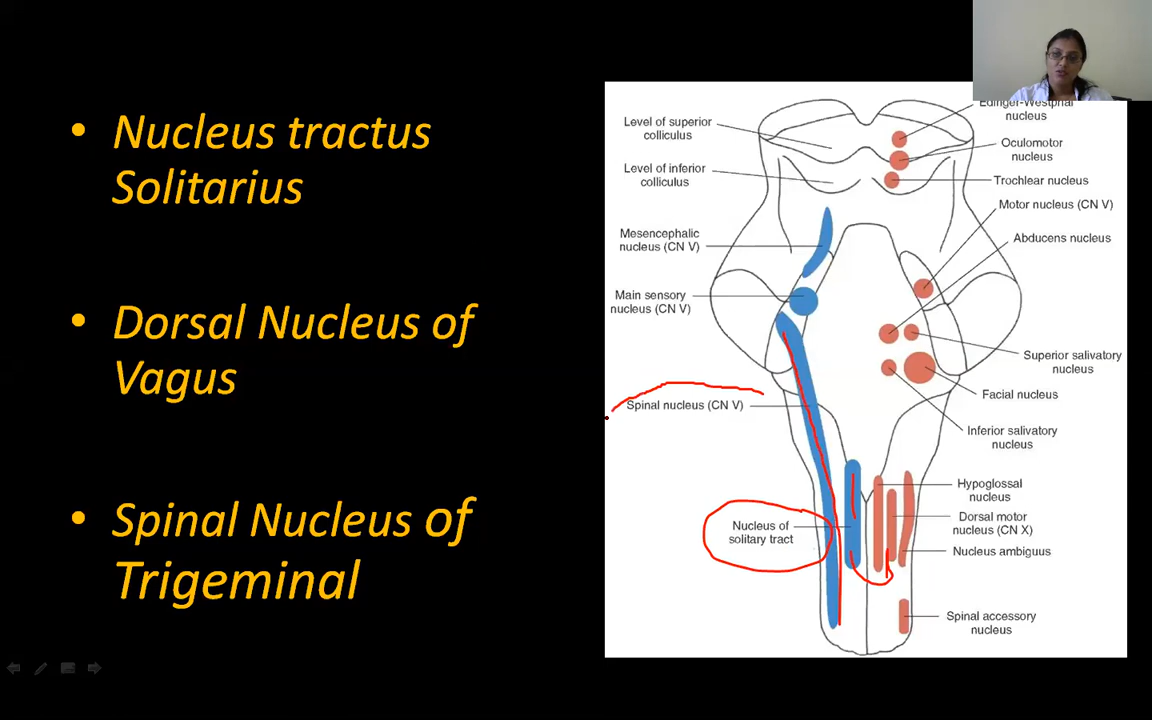 • Nucleus tractus
Solitarius
• Dorsal Nucleus of
Vagus
• Spinal Nucleus of
Trigeminal
Level of superior
colliculus
Level of inferior
colliculus
Mesencephalic
nucleus (CN V)
Main sensory
nucleus (CN V)
Spinal nucleus (CN V)
Nucleus of
solitary tract
Edinger-Westphal
nucleus
Oculomotor
nucleus
Trochlear nucleus
Motor nucleus (CN V)
Abducens nucleus
Superior salivatory
nucleus
Facial nucleus
Inferior salivatory
nucleus
Hypoglossal
nucleus
Dorsal motor
nucleus (CN X)
Nucleus ambiguus
Spinal accessory
nucleus